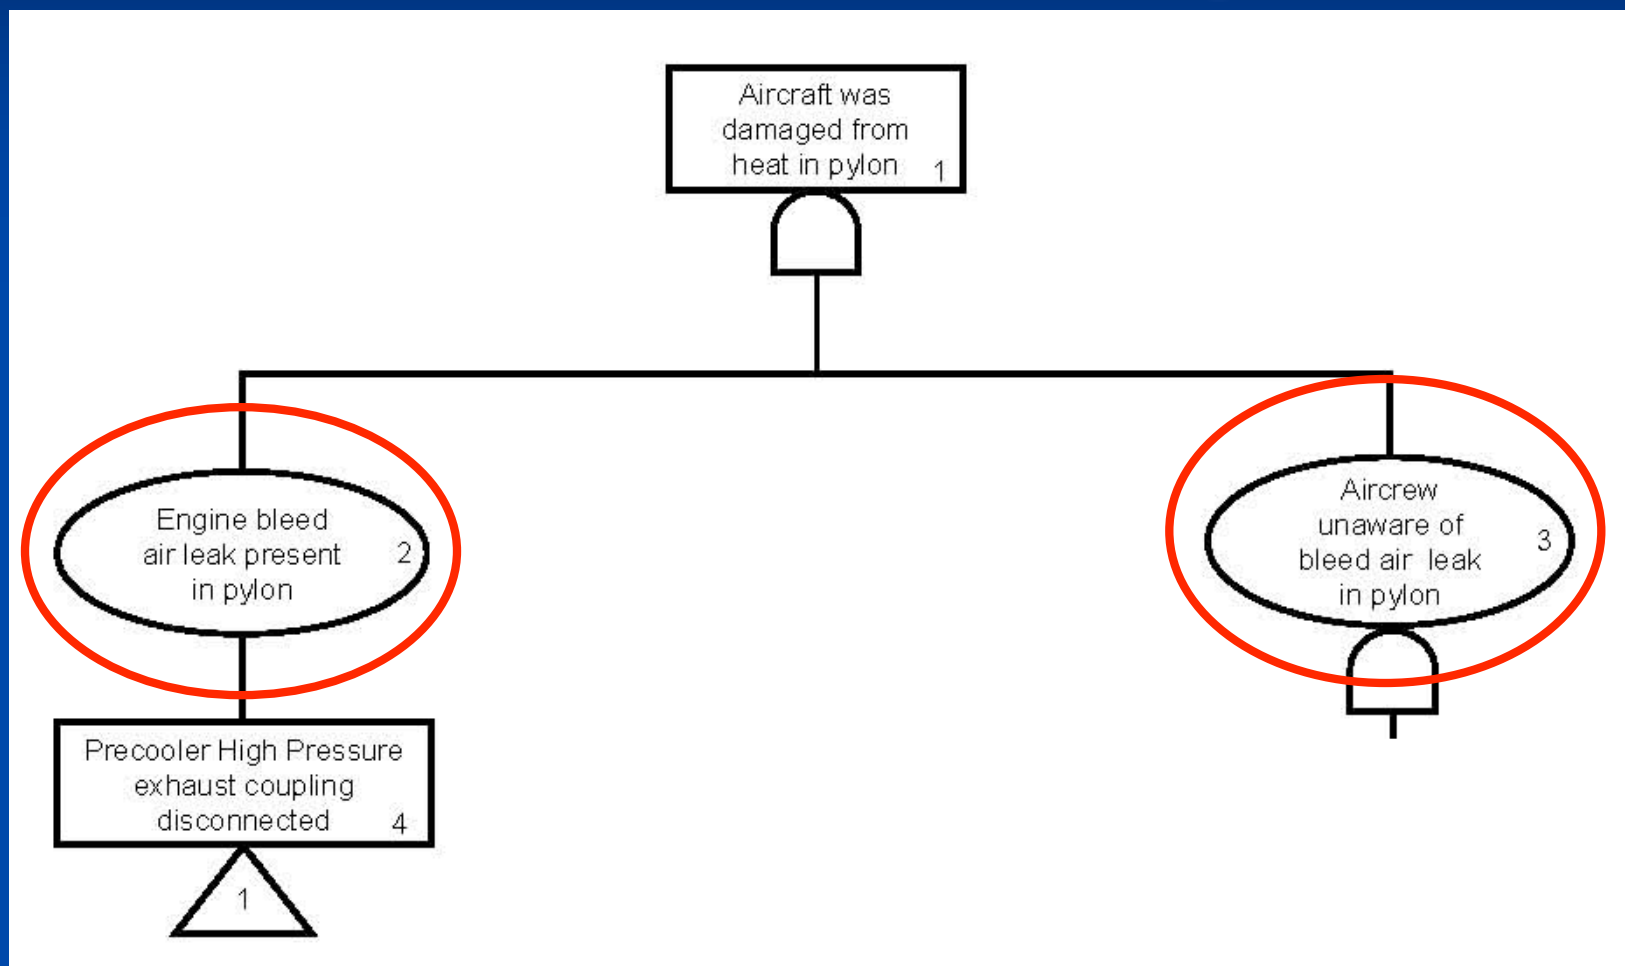 Aircraft was
damaged from
heat in pylon
1
Engine bleed
air leak present
in pylon
2
Aircrew
unaware of
bleed air leak
in pylon
3
Precooler High Pressure
exhaust coupling
disconnected
4
1